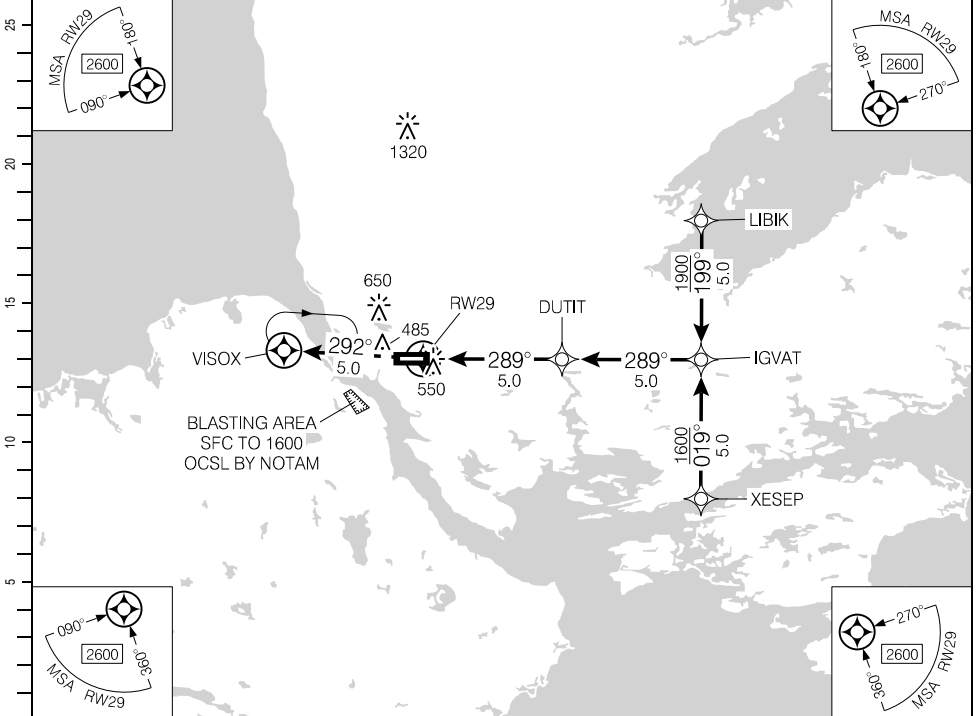 25
20
15
10
5
MSA RW29
180°
2600
090°
MSA RW29
180°
2600
270°
1320
LIBIK
1900
199°
5.0
650
RW29
DUTIT
485
VISOX
292°
5.0
289°
5.0
289°
5.0
IGVAT
550
BLASTING AREA
SFC TO 1600
OCSL BY NOTAM
1600
019°
5.0
XESEP
090°
2600
360°
MSA RW29
270°
2600
360°
MSA RW29